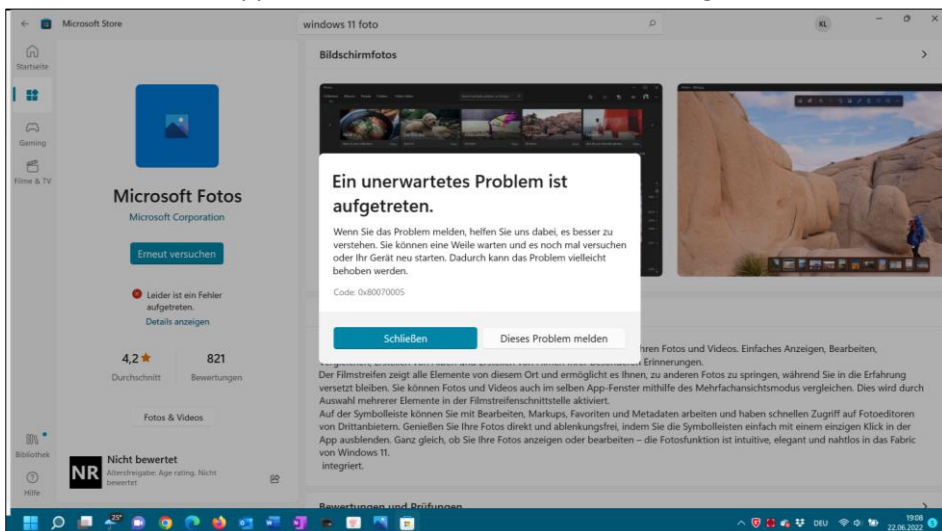 Microsoft Store
windows 11 foto
KL
Startseite
Gaming
Filme & TV
Bibliothek
Hilfe
Microsoft Fotos
Microsoft Corporation
Erneut versuchen
Leider ist ein Fehler
aufgetreten.
Details anzeigen
4,2★
821
Durchschnitt
Bewertungen
Fotos & Videos
NR
Nicht bewertet
Altersfreigabe: Age rating: Nicht
bewertet
Bildschirmfotos
Ein unerwartetes Problem ist
aufgetreten.
Wenn Sie das Problem melden, helfen Sie uns dabei, es besser zu
verstehen. Sie können eine Weile warten und es noch mal versuchen
oder Ihr Gerät neu starten. Dadurch kann das Problem vielleicht
behoben werden.
Code: 0x80070005
Schließen
Dieses Problem melden
hren Fotos und Videos. Einfaches Anzeigen, Bearbeiten,
Erinnerungen.
Der Filmstreifen zeigt alle Elemente von diesem Ort und ermöglicht es Ihnen, zu anderen Fotos zu springen, während Sie in die Erfahrung
versetzt bleiben. Sie können Fotos und Videos auch im selben App-Fenster mithilfe des Mehrfachansichtsmodus vergleichen. Dies wird durch
Auswahl mehrerer Elemente in der Filmstreifenschnittstelle aktiviert.
Auf der Symbolleiste können Sie mit Bearbeiten, Markups, Favoriten und Metadaten arbeiten und haben schnellen Zugriff auf Fotoeditoren
von Drittanbietern. Genießen Sie Ihre Fotos direkt und ablenkungsfrei, indem Sie die Symbolleisten einfach mit einem einzigen Klick in der
App ausblenden. Ganz gleich, ob Sie Ihre Fotos anzeigen oder bearbeiten – die Fotosfunktion ist intuitive, elegant und nahtlos in das Fabric
von Windows 11.
integriert.
Bewertungen und Prüfungen
25°
DEU
19:08
22.06.2022